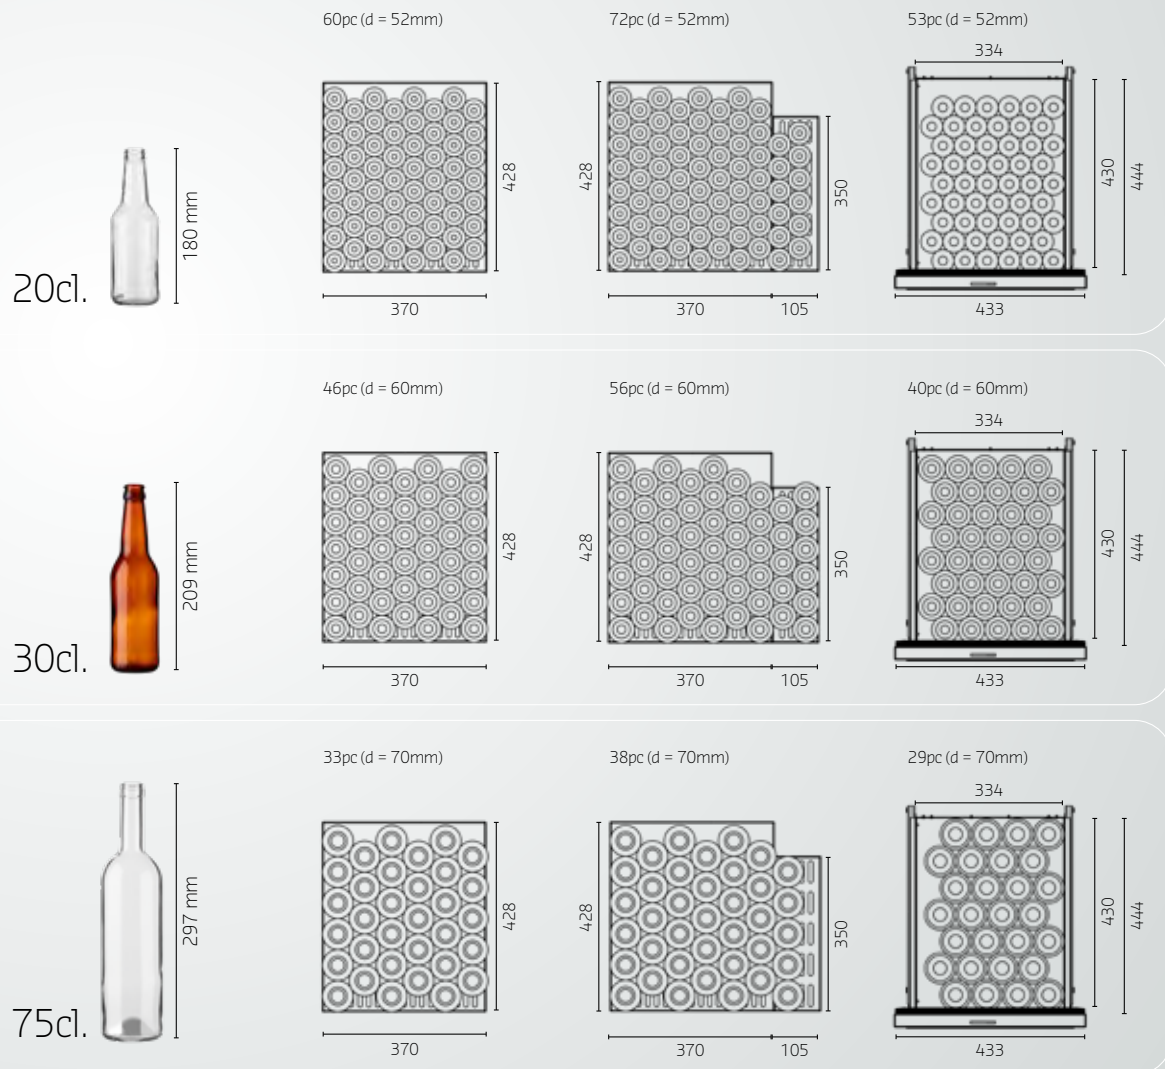 60pc (d = 52mm)
72pc (d = 52mm)
53pc (d = 52mm)
334
428
428
350
430
444
180 mm
20cl.
370
370
105
433
46pc (d = 60mm)
56pc (d = 60mm)
40pc (d = 60mm)
334
428
428
350
430
444
209 mm
30cl.
370
370
105
433
33pc (d = 70mm)
38pc (d = 70mm)
29pc (d = 70mm)
334
428
428
350
430
444
297 mm
75cl.
370
370
105
433